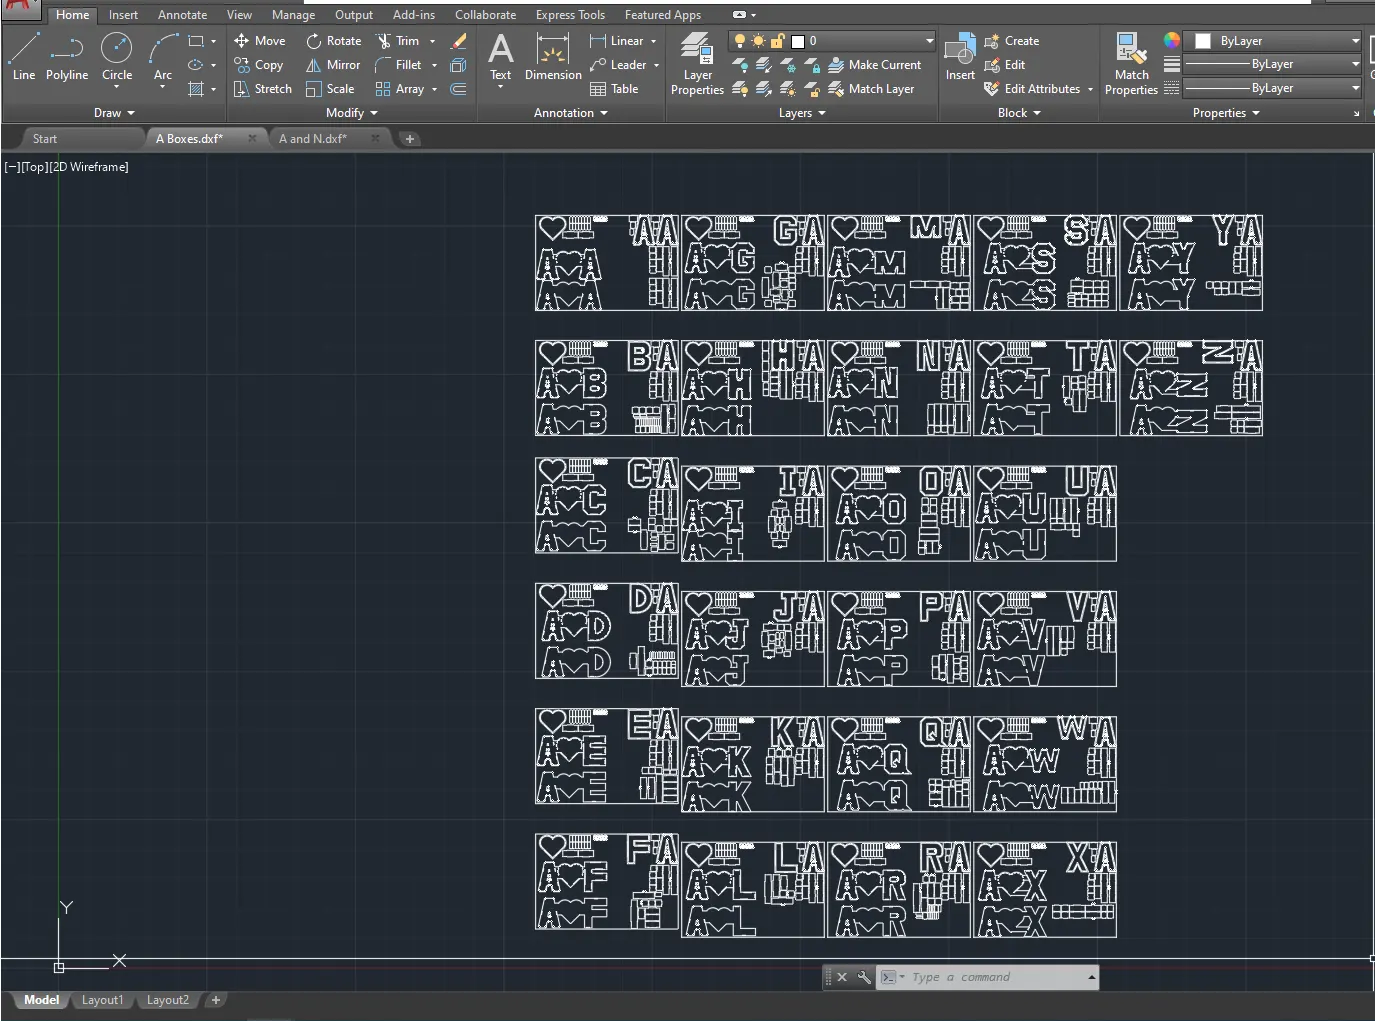 Home Insert Annotate View Manage Output Add-ins Collaborate Express Tools Featured Apps
Line Polyline Circle Arc
Move Rotate Trim
Copy Mirror Fillet
Stretch Scale Array
Text Dimension
Linear
Leader
Table
Layer Properties
0
Make Current
Match Layer
Insert
Create
Edit
Edit Attributes
Match Properties
ByLayer
ByLayer
ByLayer
Draw Modify Annotation Layers Block Properties
Start A Boxes.dxf* A and N.dxf*
[−][Top][2D Wireframe]
A A G A M A S A Y A
A A A G A M A S A Y
A A A G A M A S A Y
B A H A N A T A Z A
A B A H A N A T A Z
A B A H A N A T A Z
C A I A O A U A
A C A I A O A U
A C A I A O A U
D A J A P A V A
A D A J A P A V
A D A J A P A V
E A K A Q A W A
A E A K A Q A W
A E A K A Q A W
F A L A R A X A
A F A L A R A X
A F A L A R A X
Y
X
Type a command
Model Layout1 Layout2